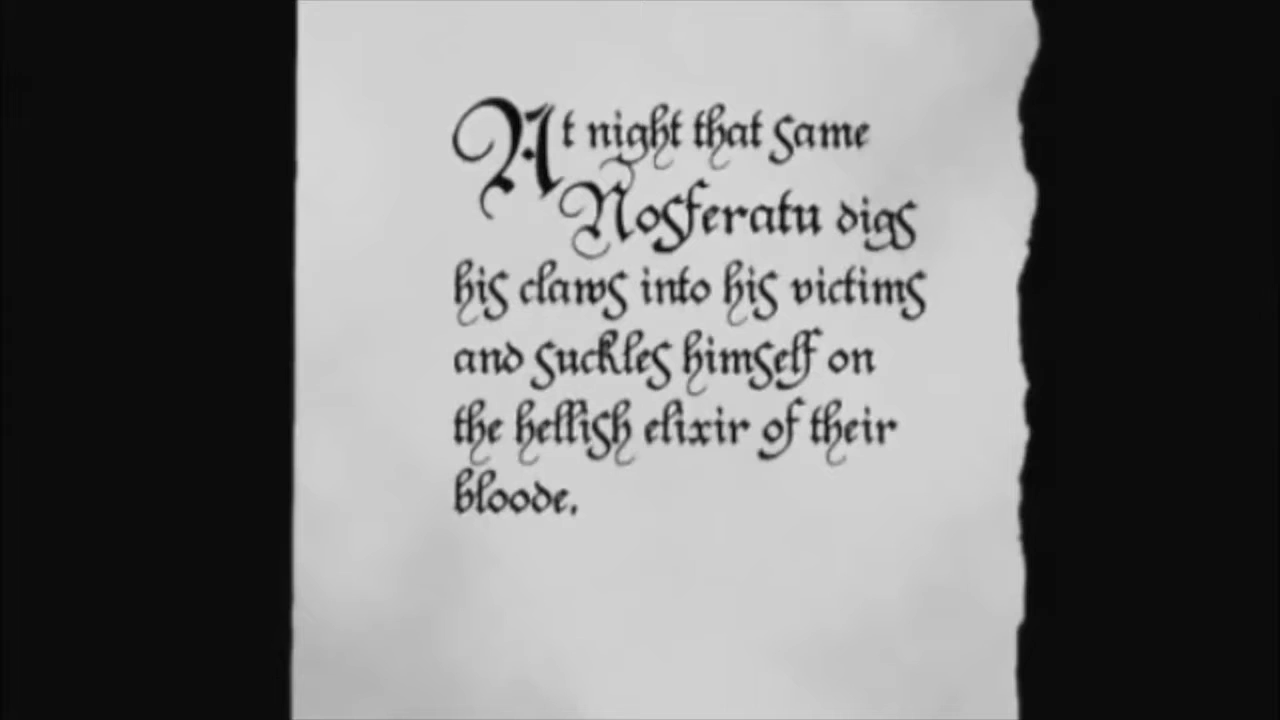 At night that same
Nosferatu digs
his claws into his victims
and suckles himself on
the hellish elixir of their
bloode.